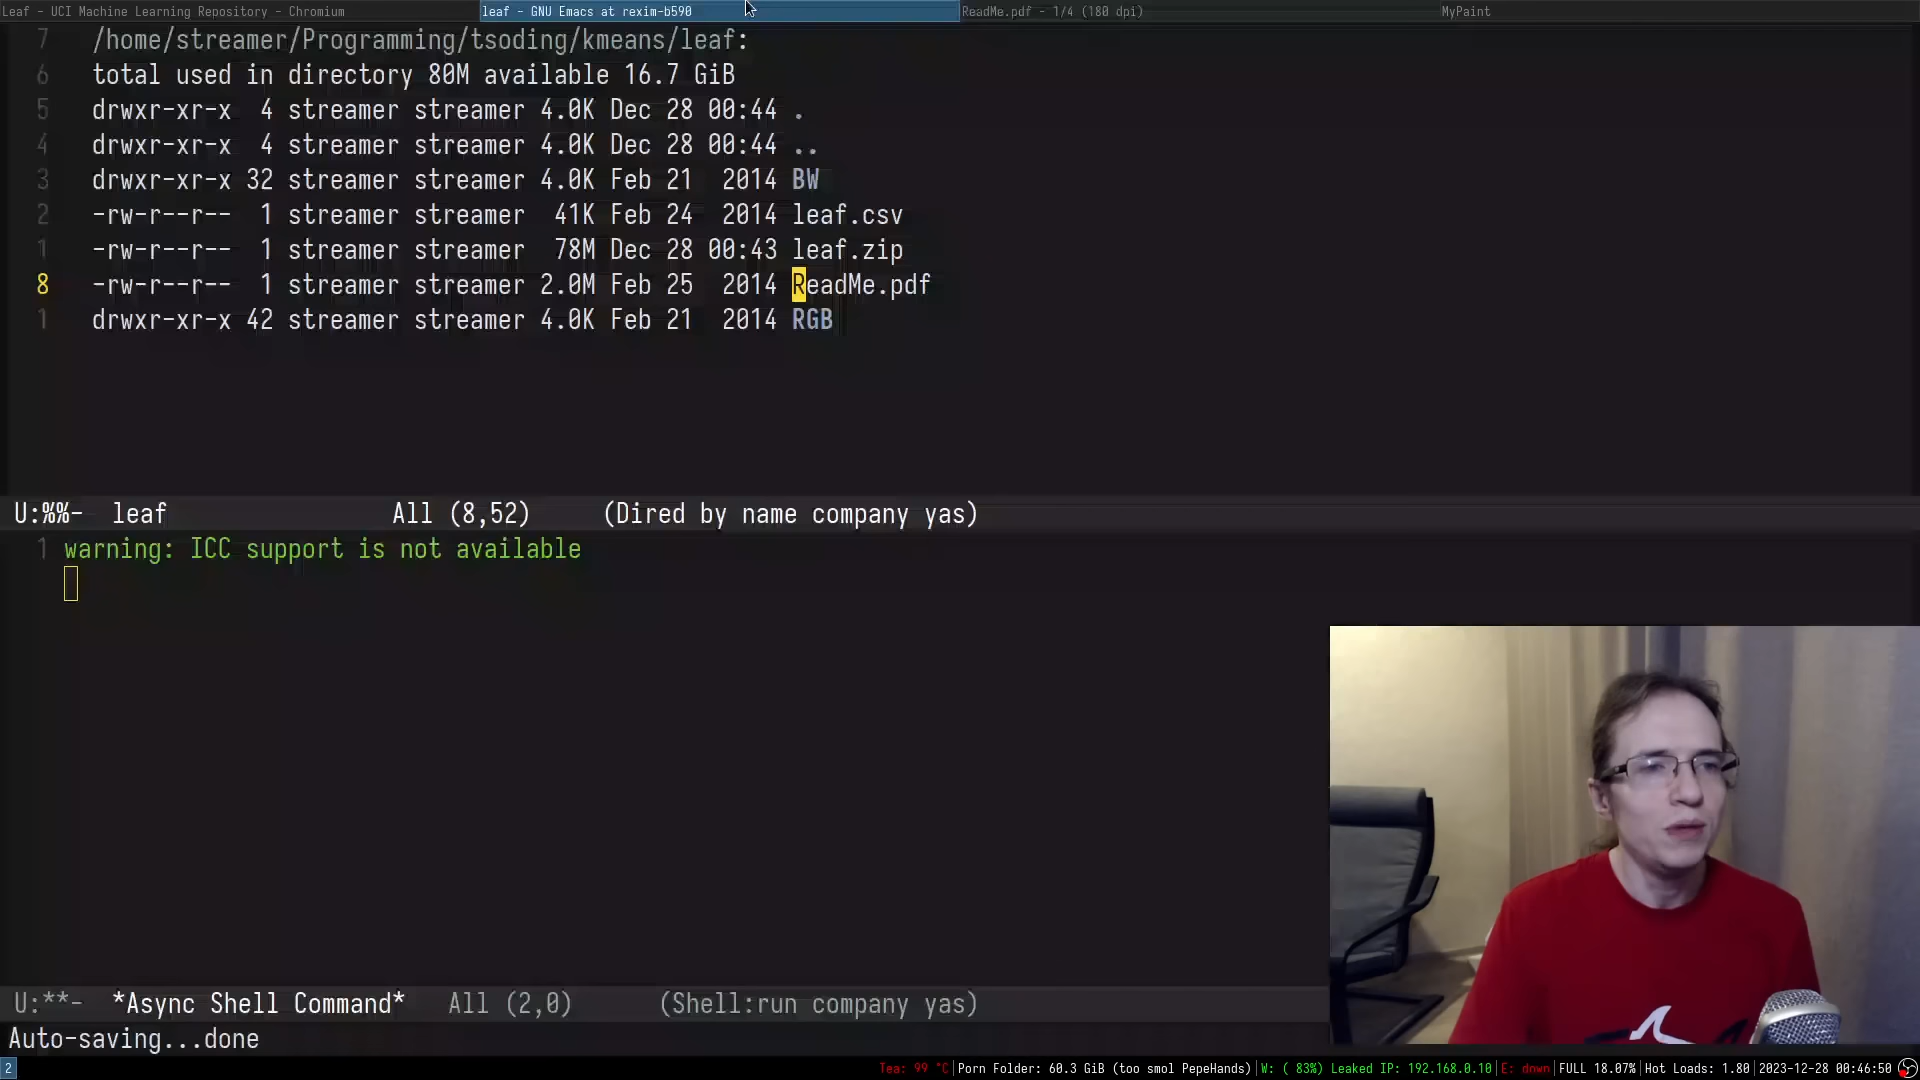 Leaf - UCI Machine Learning Repository - Chromium
leaf - GNU Emacs at rexim-b590
ReadMe.pdf - 1/4 (180 dpi)
MyPaint
7 /home/streamer/Programming/tsoding/kmeans/leaf:
6 total used in directory 80M available 16.7 GiB
5 drwxr-xr-x 4 streamer streamer 4.0K Dec 28 00:44 .
4 drwxr-xr-x 4 streamer streamer 4.0K Dec 28 00:44 ..
3 drwxr-xr-x 32 streamer streamer 4.0K Feb 21 2014 BW
2 -rw-r--r-- 1 streamer streamer 41K Feb 24 2014 leaf.csv
1 -rw-r--r-- 1 streamer streamer 78M Dec 28 00:43 leaf.zip
8 -rw-r--r-- 1 streamer streamer 2.0M Feb 25 2014 ReadMe.pdf
1 drwxr-xr-x 42 streamer streamer 4.0K Feb 21 2014 RGB
U:%%- leaf All (8,52) (Dired by name company yas)
1 warning: ICC support is not available
U:**- *Async Shell Command* All (2,0) (Shell:run company yas)
Auto-saving...done
2
Tea: 99 °C|Porn Folder: 60.3 GiB (too smol PepeHands)|W: ( 83%) Leaked IP: 192.168.0.10|E: down|FULL 18.07%|Hot Loads: 1.80|2023-12-28 00:46:50